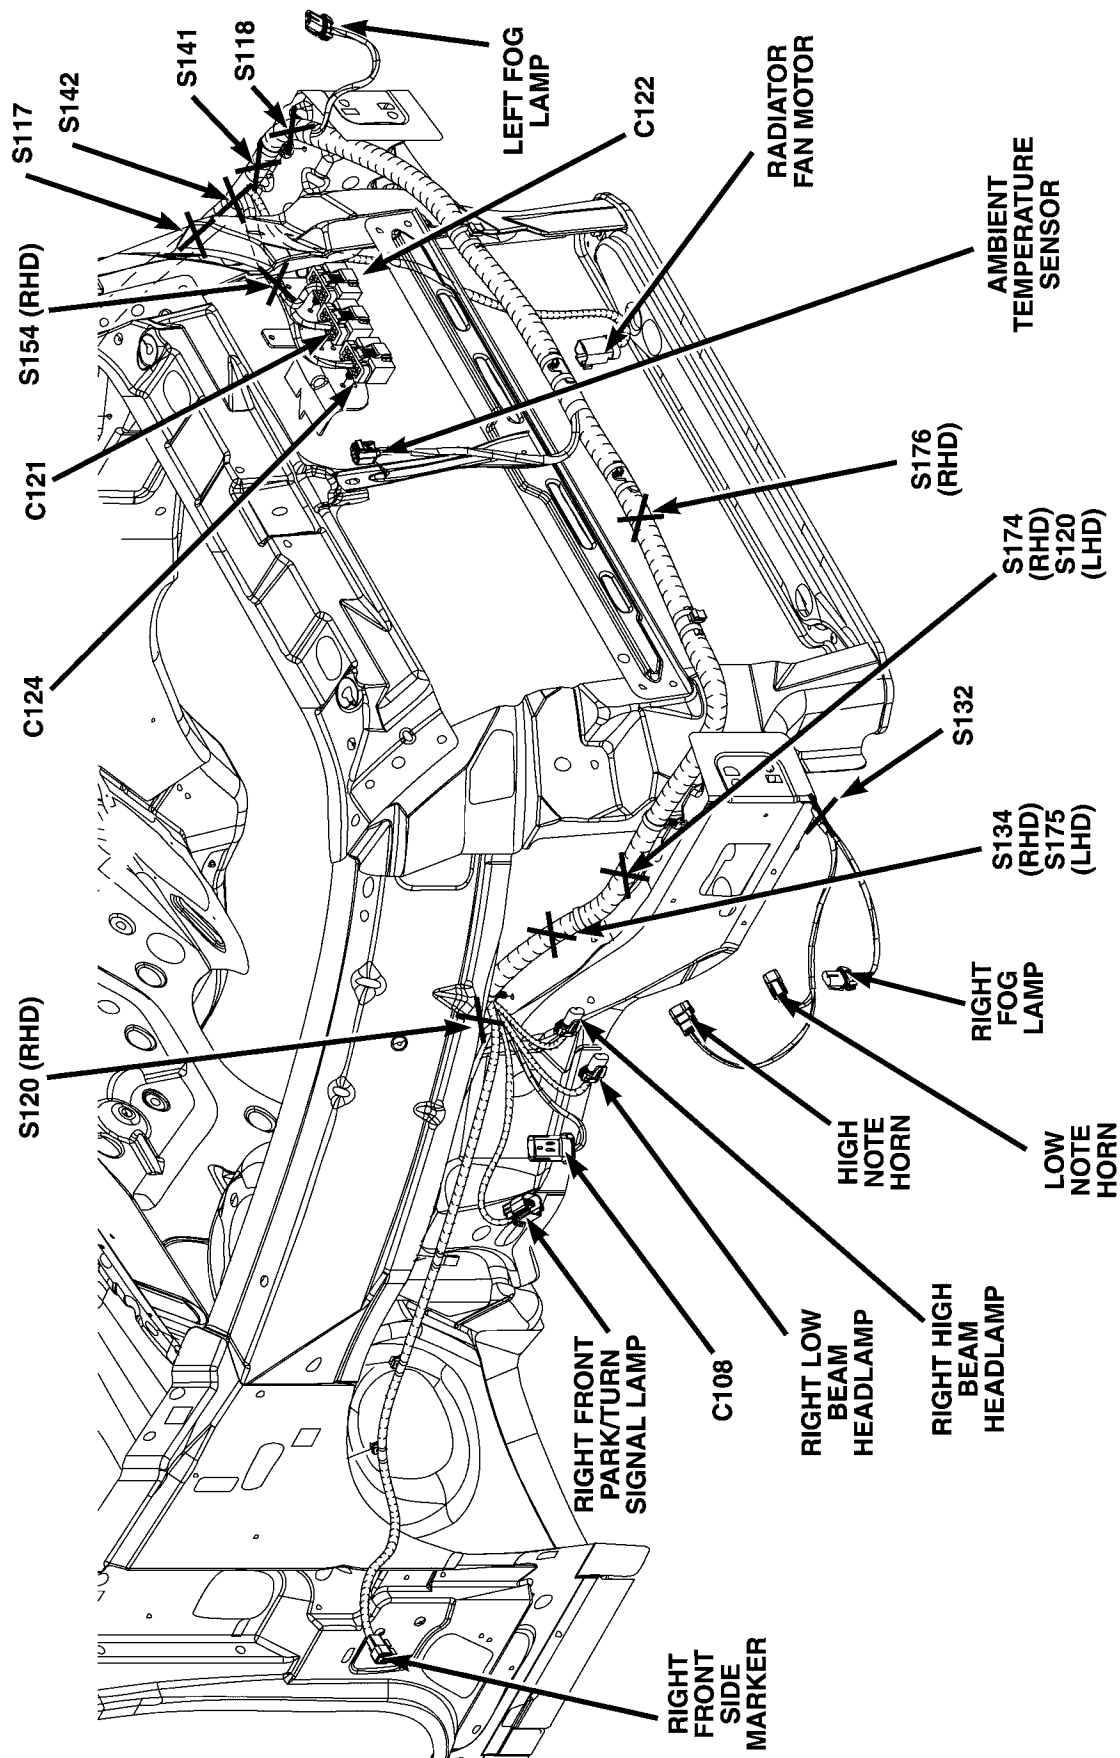 S117
S142
S141
S118
LEFT FOG
LAMP
C122
RADIATOR
FAN MOTOR
AMBIENT
TEMPERATURE
SENSOR
S154 (RHD)
C121
C124
S176
(RHD)
S174
(RHD)
S120
(LHD)
S132
S134
(RHD)
S175
(LHD)
S120 (RHD)
RIGHT
FOG
LAMP
LOW
NOTE
HORN
HIGH
NOTE
HORN
RIGHT HIGH
BEAM
HEADLAMP
RIGHT LOW
BEAM
HEADLAMP
C108
RIGHT FRONT
PARK/TURN
SIGNAL LAMP
RIGHT
FRONT
SIDE
MARKER